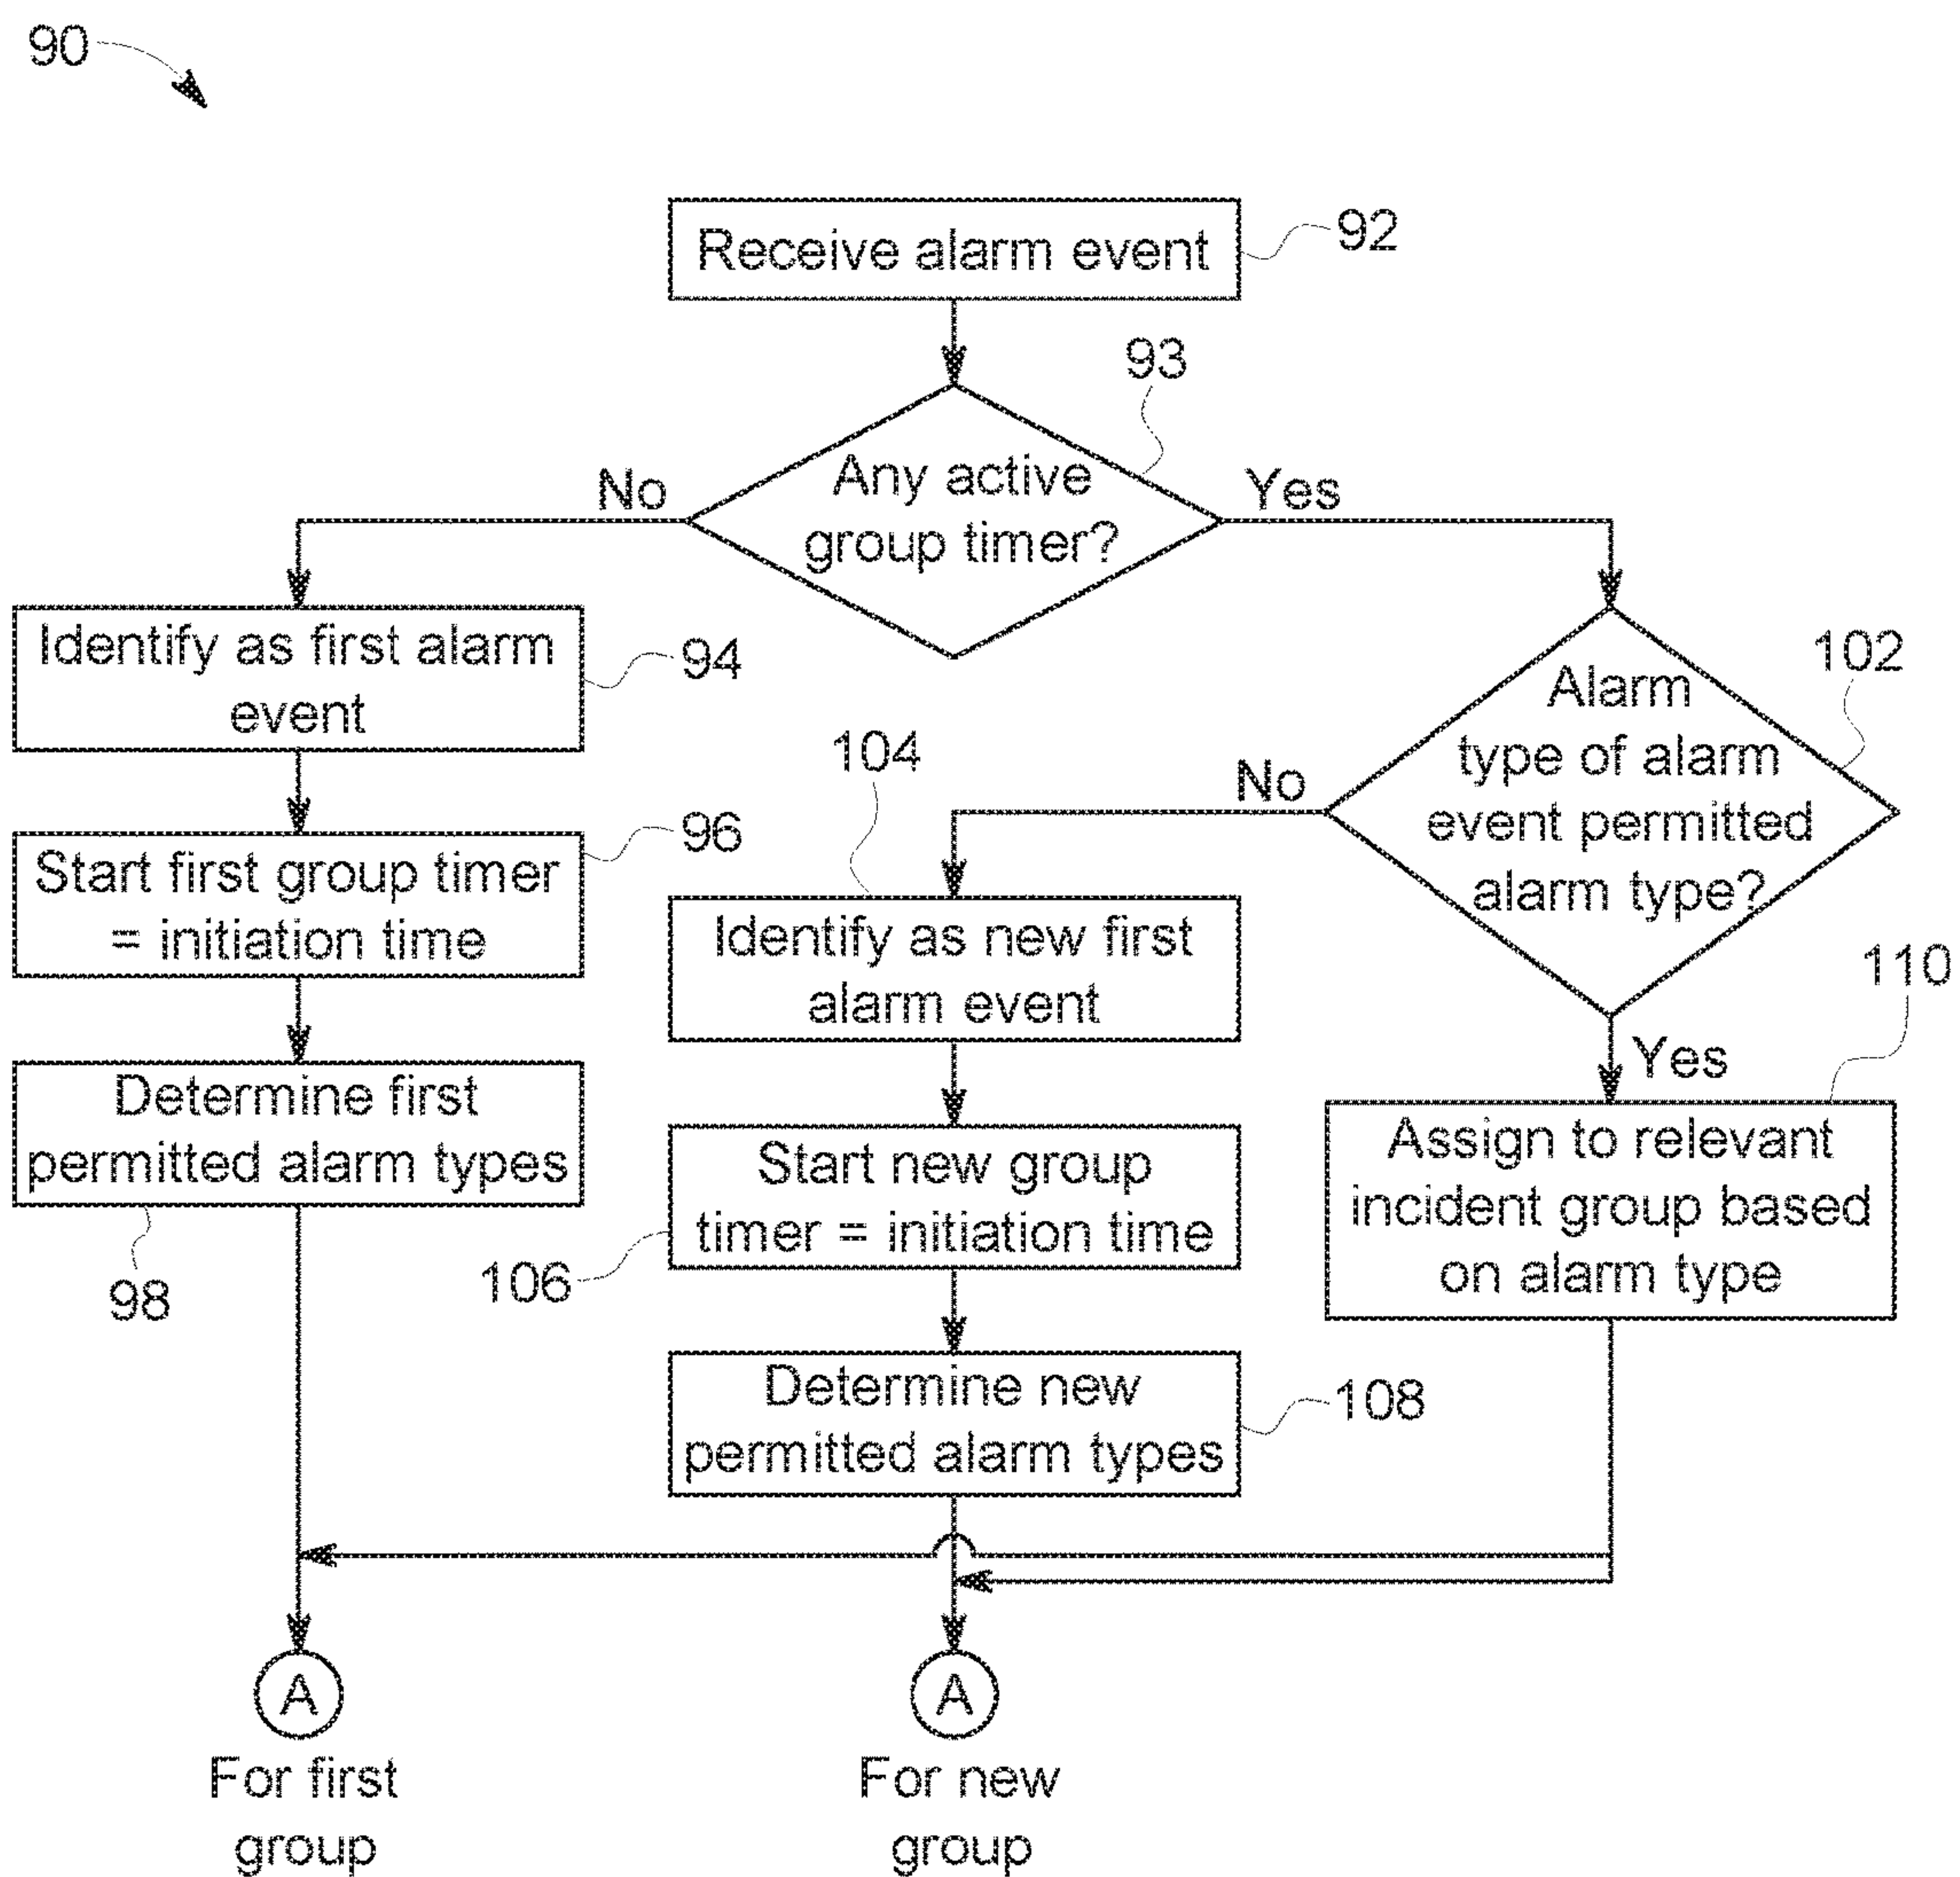 90
Receive alarm event
92
93
Any active
group timer?
No
Yes
Identify as first alarm
event
94
102
Alarm
type of alarm
event permitted
alarm type?
No
104
Start first group timer
= initiation time
96
Identify as new first
alarm event
110
Yes
Determine first
permitted alarm types
98
Start new group
timer = initiation time
106
Assign to relevant
incident group based
on alarm type
Determine new
permitted alarm types
108
A
For first
group
A
For new
group